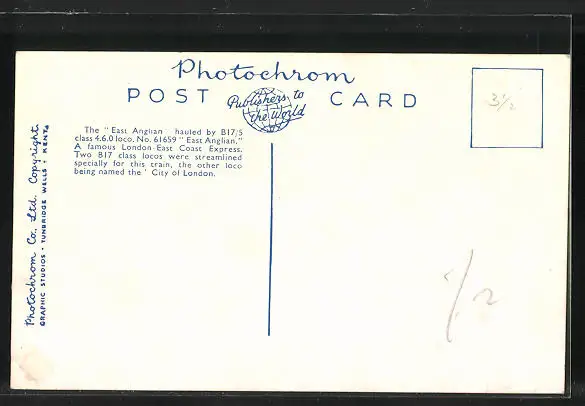 Photochrom
POST CARD
Publishers to
the World
3½
The "East Anglian hauled by B17/5
class 4.6.0 loco. No. 61659 "East Anglian."
A famous London-East Coast Express.
Two B17 class locos were streamlined
specially for this train, the other loco
being named the ' City of London.
Photochrom Co., Ltd. Copyright
GRAPHIC STUDIOS • TUNBRIDGE WELLS • KENT.